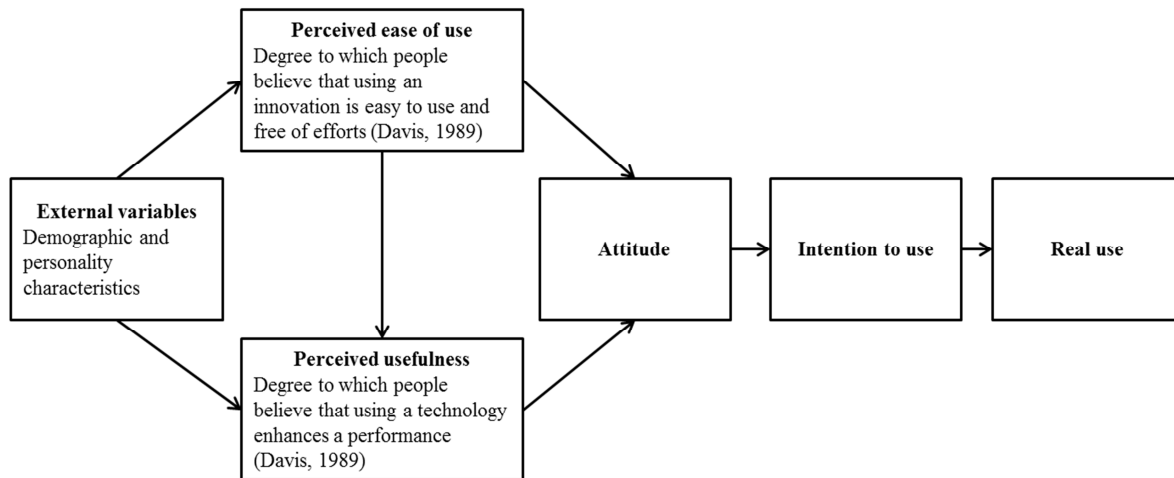 Perceived ease of use
Degree to which people
believe that using an
innovation is easy to use and
free of efforts (Davis, 1989)
External variables
Demographic and
personality
characteristics
Attitude
Intention to use
Real use
Perceived usefulness
Degree to which people
believe that using a technology
enhances a performance
(Davis, 1989)